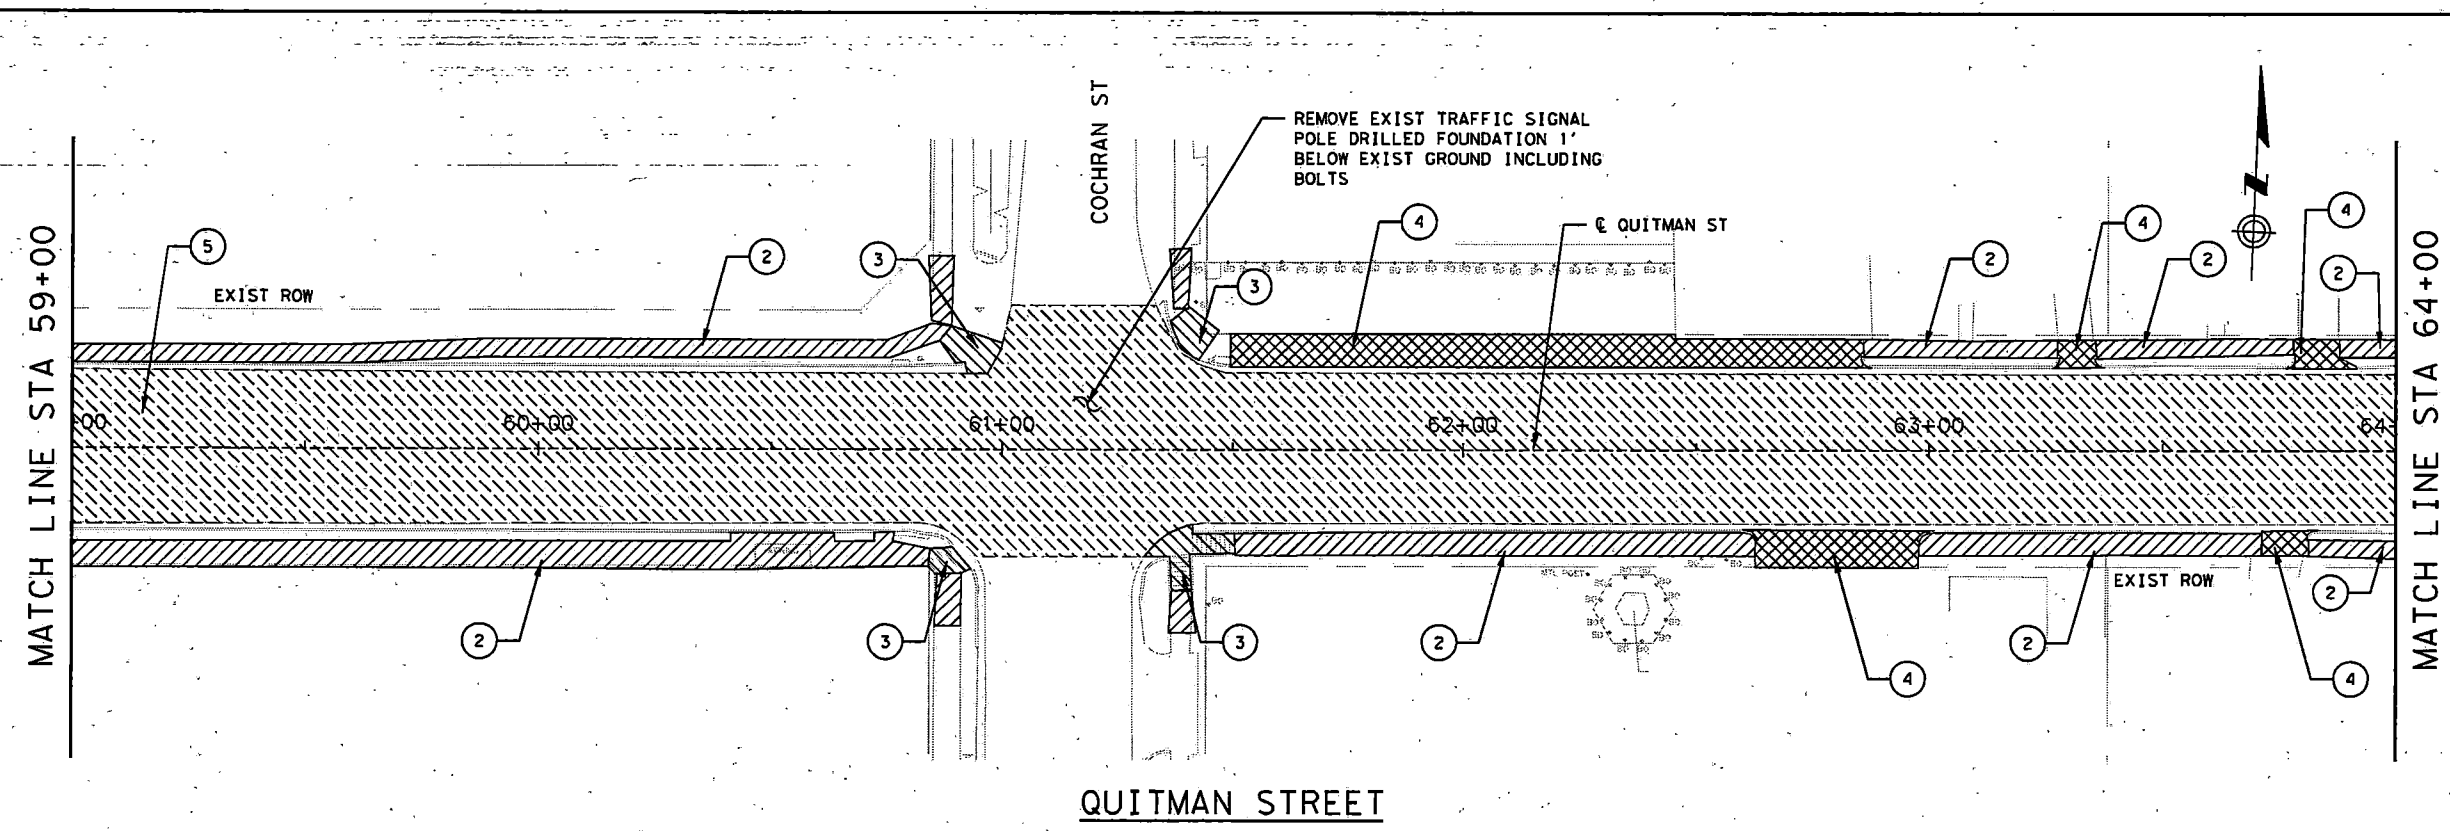 COCHRAN ST
REMOVE EXIST TRAFFIC SIGNAL
POLE DRILLED FOUNDATION 1'
BELOW EXIST GROUND INCLUDING
BOLTS
℄ QUITMAN ST
N
4
4
4
5
2
3
2
2
2
3
EXIST ROW
MATCH LINE STA 59+00
MATCH LINE STA 64+00
+00
60+00
61+00
62+00
63+00
64+
EXIST ROW
2
2
3
3
2
2
4
4
QUITMAN STREET